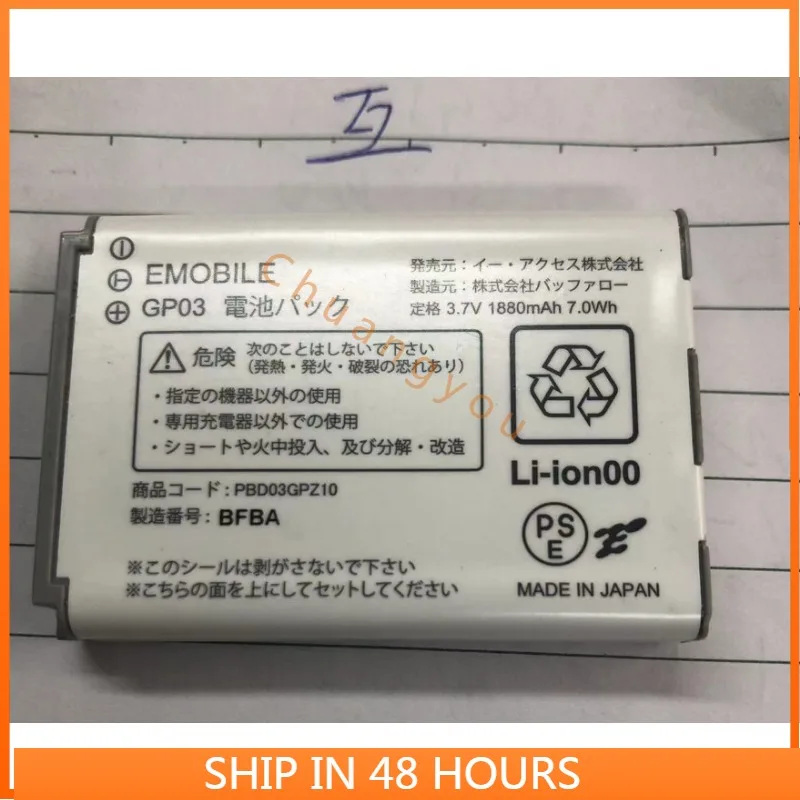 互
EMOBILE
GP03 電池パック
発売元：イー・アクセス株式会社
製造元：株式会社バッファロー
定格 3.7V 1880mAh 7.0Wh
危険 次のことはしないで下さい
（発熱・発火・破裂の恐れあり）
・指定の機器以外の使用
・専用充電器以外での使用
・ショートや火中投入、及び分解・改造
商品コード：PBD03GPZ10
製造番号：BFBA
※このシールは剥がさないで下さい
※こちらの面を上にしてセットしてください
Li-ion00
PS
E
MADE IN JAPAN
Chuangyou
SHIP IN 48 HOURS